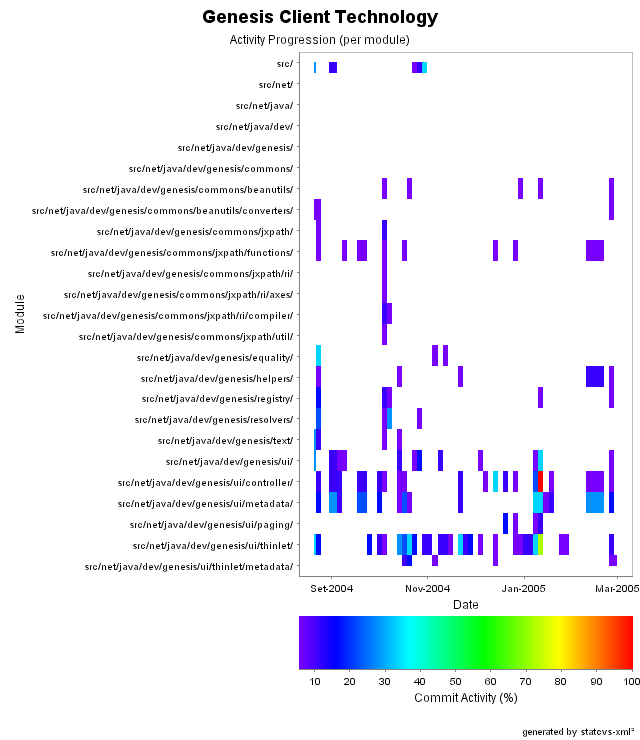 Genesis Client Technology
Activity Progression (per module)
src/
src/net/
src/net/java/
src/net/java/dev/
src/net/java/dev/genesis/
src/net/java/dev/genesis/commons/
src/net/java/dev/genesis/commons/beanutils/
src/net/java/dev/genesis/commons/beanutils/converters/
src/net/java/dev/genesis/commons/jxpath/
src/net/java/dev/genesis/commons/jxpath/functions/
src/net/java/dev/genesis/commons/jxpath/ri/
src/net/java/dev/genesis/commons/jxpath/ri/axes/
src/net/java/dev/genesis/commons/jxpath/ri/compiler/
src/net/java/dev/genesis/commons/jxpath/util/
src/net/java/dev/genesis/equality/
src/net/java/dev/genesis/helpers/
src/net/java/dev/genesis/registry/
src/net/java/dev/genesis/resolvers/
src/net/java/dev/genesis/text/
src/net/java/dev/genesis/ui/
src/net/java/dev/genesis/ui/controller/
src/net/java/dev/genesis/ui/metadata/
src/net/java/dev/genesis/ui/paging/
src/net/java/dev/genesis/ui/thinlet/
src/net/java/dev/genesis/ui/thinlet/metadata/
Module
Set-2004 Nov-2004 Jan-2005 Mar-2005
Date
10 20 30 40 50 60 70 80 90 100
Commit Activity (%)
generated by statcvs-xml²